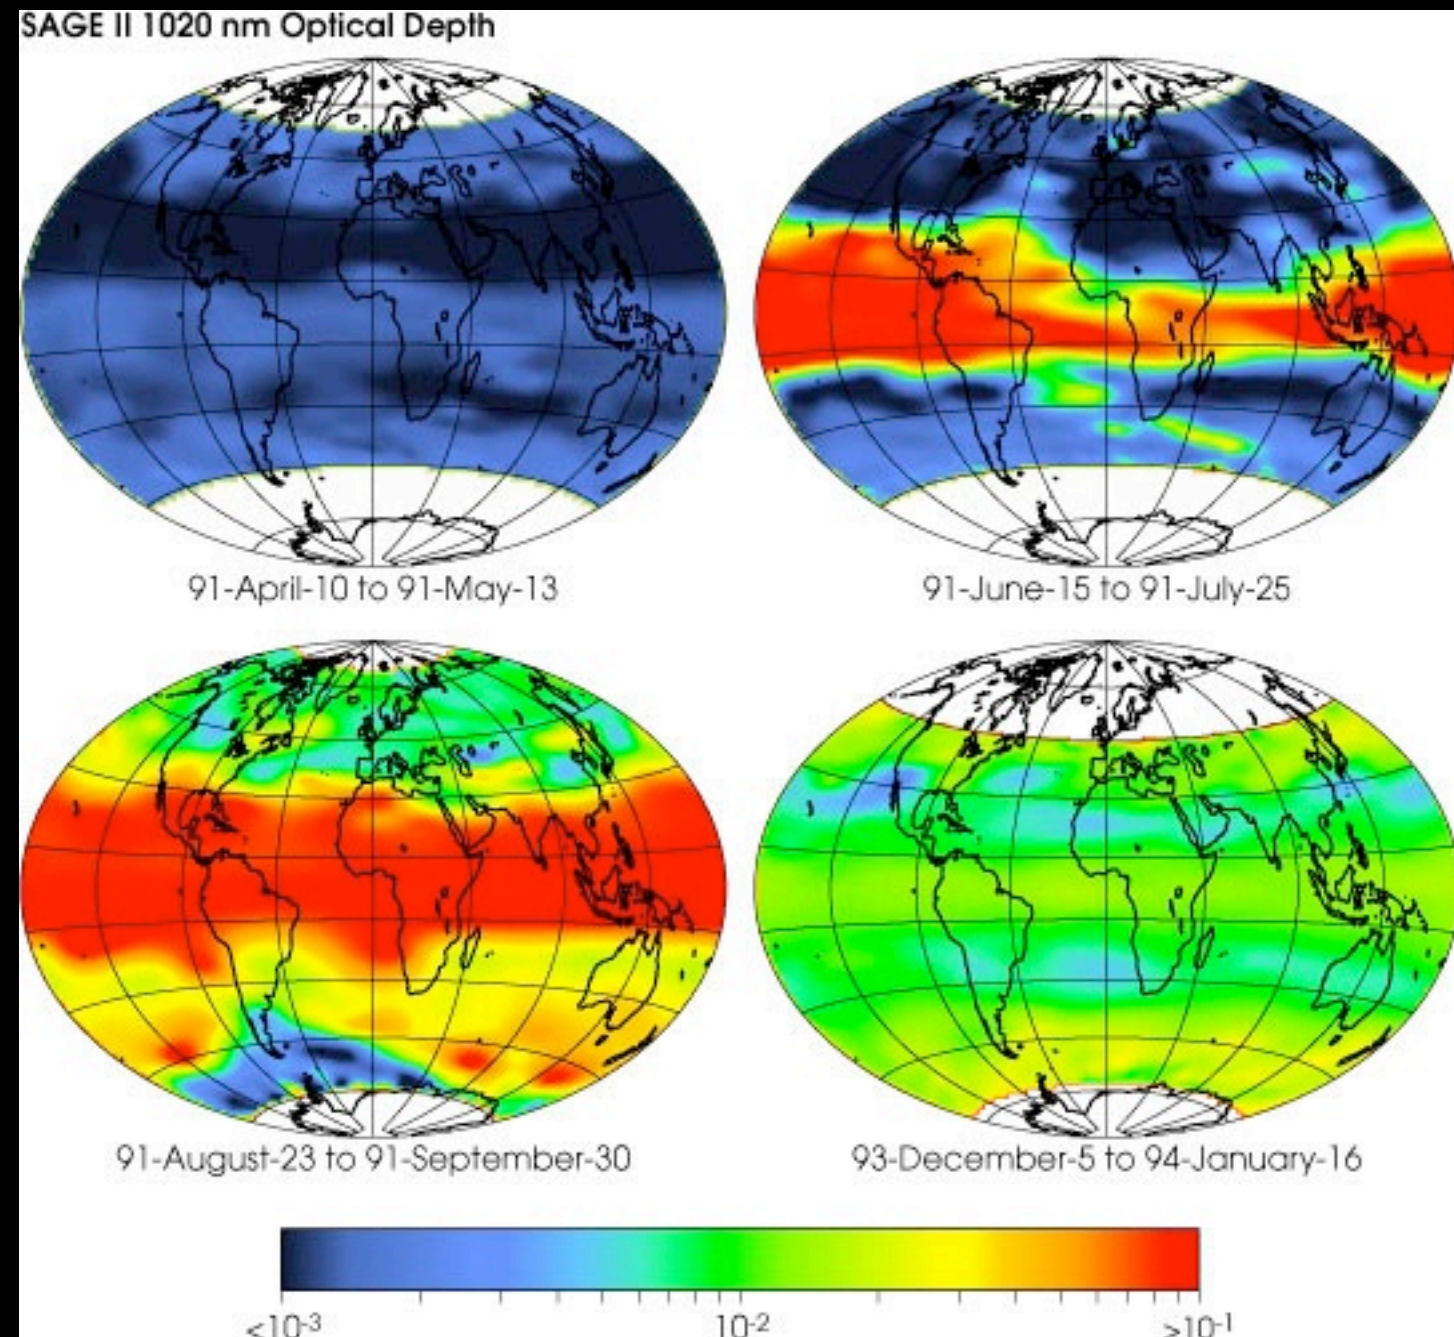 SAGE II 1020 nm Optical Depth
91-April-10 to 91-May-13
91-June-15 to 91-July-25
91-August-23 to 91-September-30
93-December-5 to 94-January-16
<10-3
10-2
>10-1